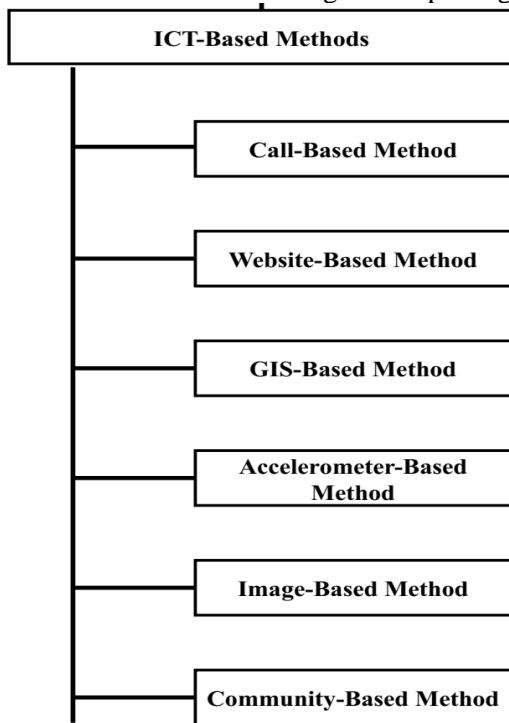 ICT-Based Methods
Call-Based Method
Website-Based Method
GIS-Based Method
Accelerometer-Based
Method
Image-Based Method
Community-Based Method